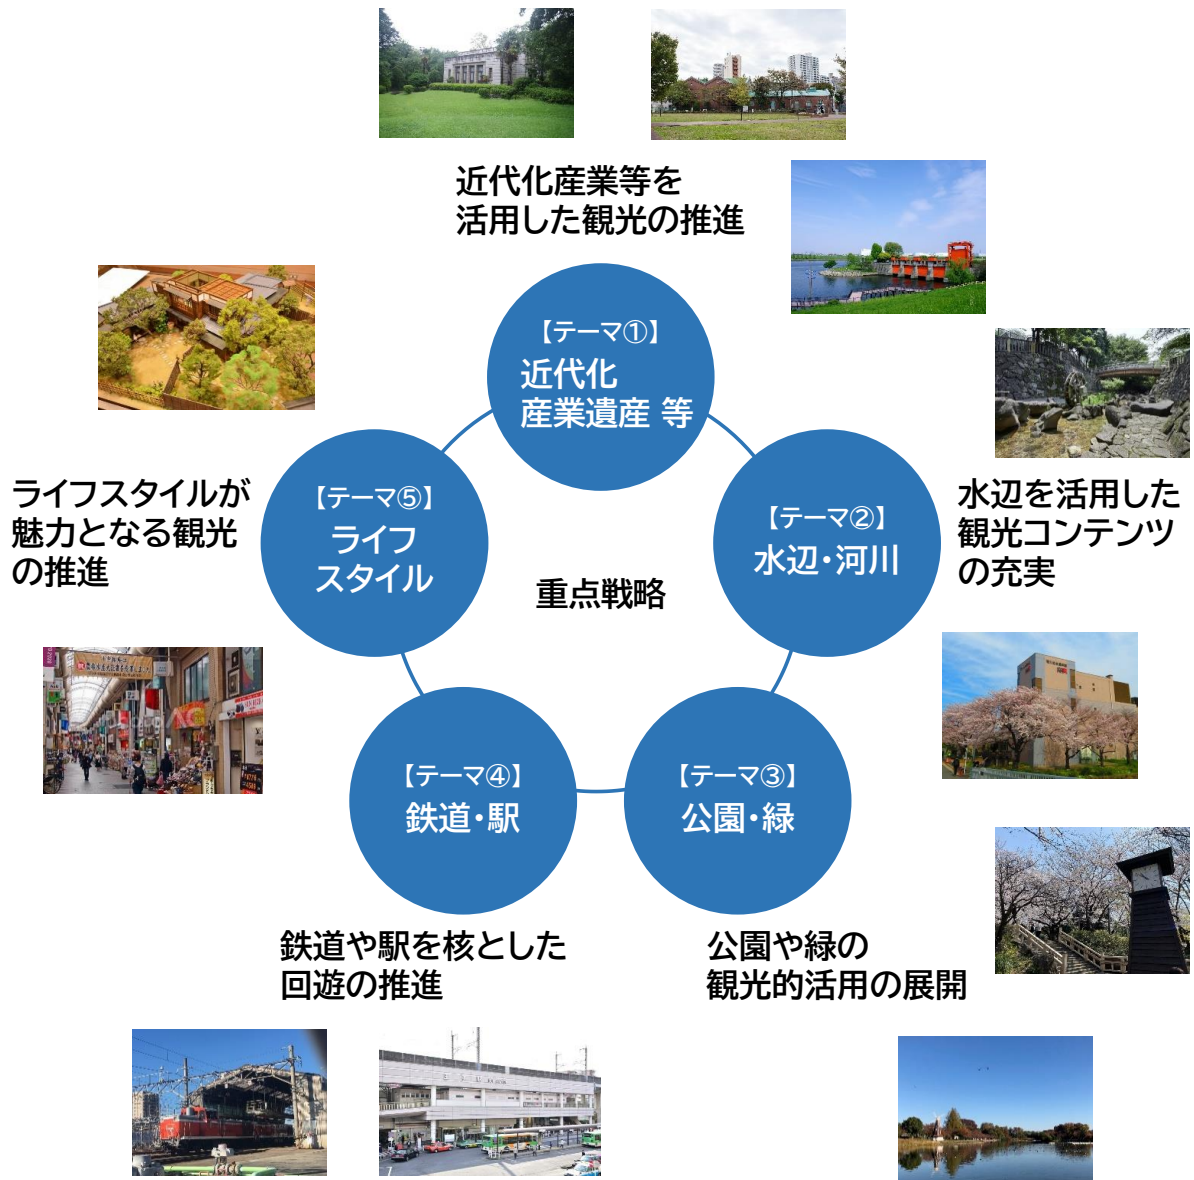 近代化産業等を
活用した観光の推進
【テーマ①】
近代化
産業遺産 等
【テーマ②】
水辺・河川
水辺を活用した
観光コンテンツ
の充実
【テーマ③】
公園・緑
公園や緑の
観光的活用の展開
【テーマ④】
鉄道・駅
鉄道や駅を核とした
回遊の推進
【テーマ⑤】
ライフ
スタイル
ライフスタイルが
魅力となる観光
の推進
重点戦略